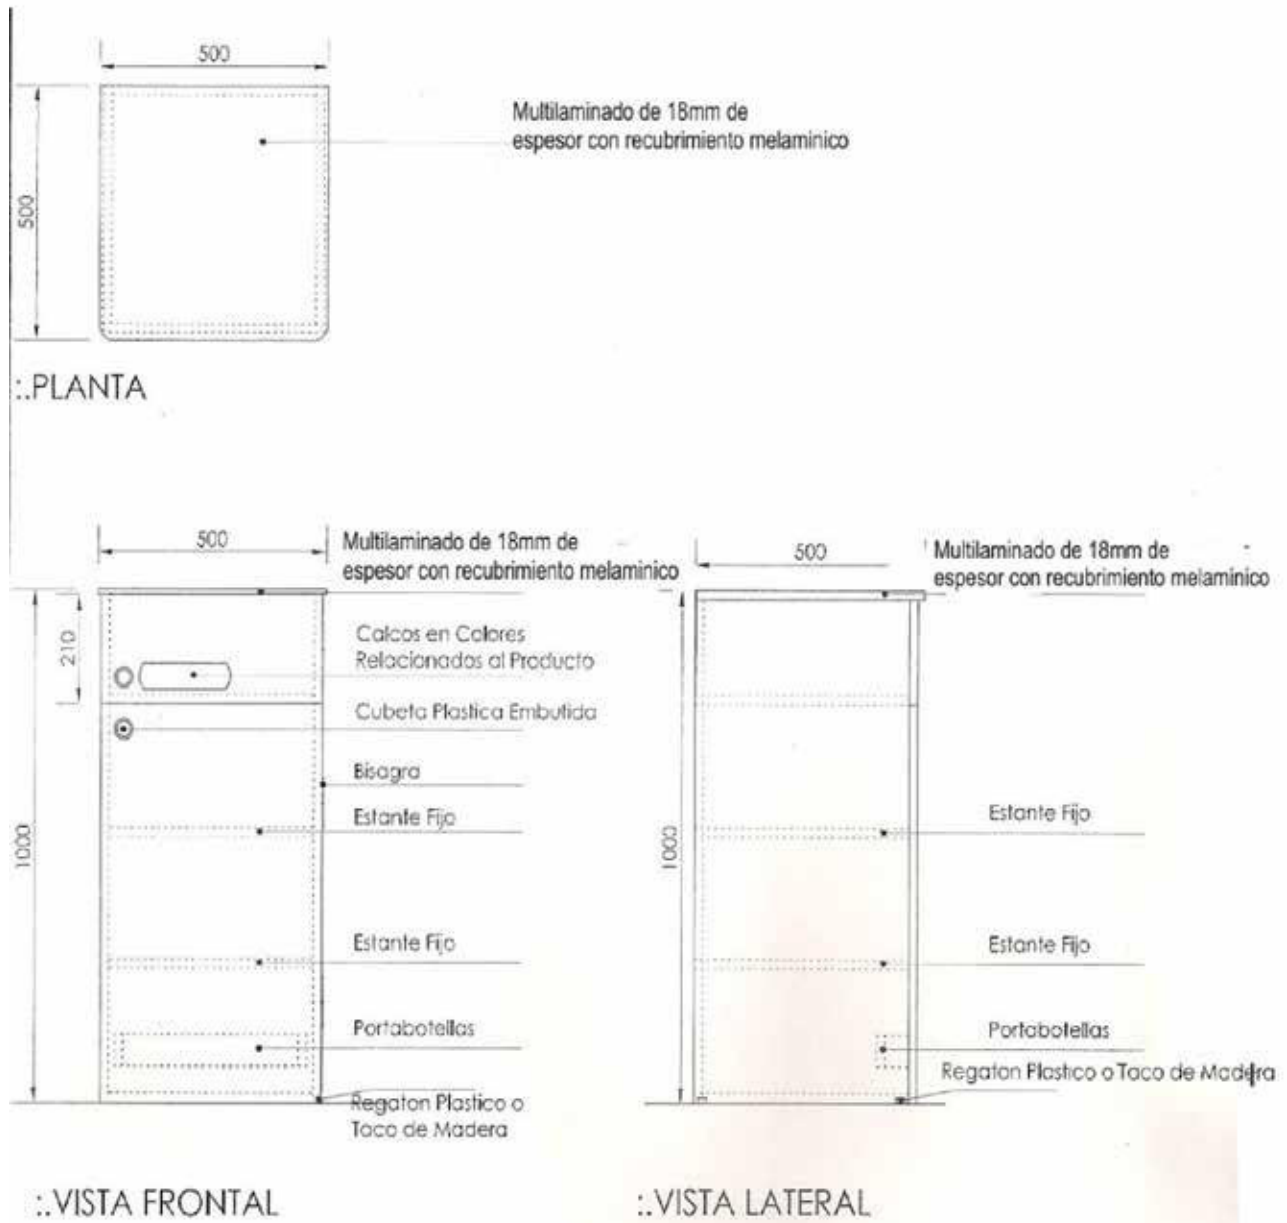 500
Multilaminado de 18mm de
espesor con recubrimiento melaminico
500
:.PLANTA
500
Multilaminado de 18mm de
espesor con recubrimiento melaminico
210
Calcos en Colores
Relacionados al Producto
Cubeta Plastica Embutida
Bisagra
Estante Fijo
1000
Estante Fijo
Portabotellas
Regaton Plastico o
Taco de Madera
:.VISTA FRONTAL
500
Multilaminado de 18mm de
espesor con recubrimiento melaminico
Estante Fijo
1000
Estante Fijo
Portabotellas
Regaton Plastico o Taco de Madera
:.VISTA LATERAL